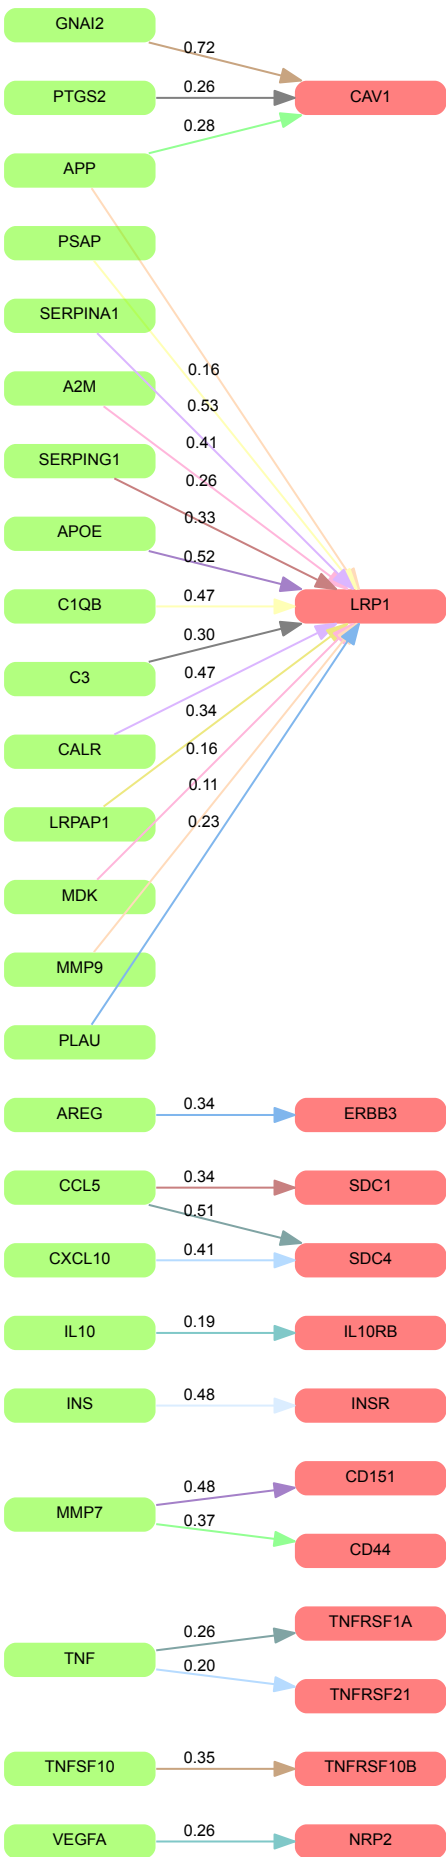 GNAI2
0.72
PTGS2
0.26
CAV1
0.28
APP
PSAP
SERPINA1
0.16
A2M
0.53
0.41
SERPING1
0.26
0.33
APOE
0.52
C1QB
0.47
LRP1
0.30
C3
0.47
0.34
CALR
0.16
0.11
LRPAP1
0.23
MDK
MMP9
PLAU
AREG
0.34
ERBB3
CCL5
0.34
SDC1
0.51
CXCL10
0.41
SDC4
IL10
0.19
IL10RB
INS
0.48
INSR
CD151
0.48
MMP7
0.37
CD44
TNFRSF1A
0.26
TNF
0.20
TNFRSF21
TNFSF10
0.35
TNFRSF10B
VEGFA
0.26
NRP2